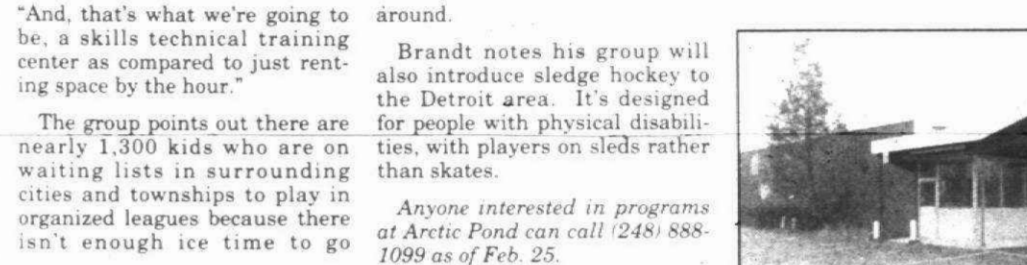 "And, that's what we're going to
be, a skills technical training
center as compared to just rent-
ing space by the hour."
The group points out there are
nearly 1,300 kids who are on
waiting lists in surrounding
cities and townships to play in
organized leagues because there
isn't enough ice time to go
around.
Brandt notes his group will
also introduce sledge hockey to
the Detroit area. It's designed
for people with physical disabili-
ties, with players on sleds rather
than skates.
Anyone interested in programs
at Arctic Pond can call (248) 888-
1099 as of Feb. 25.